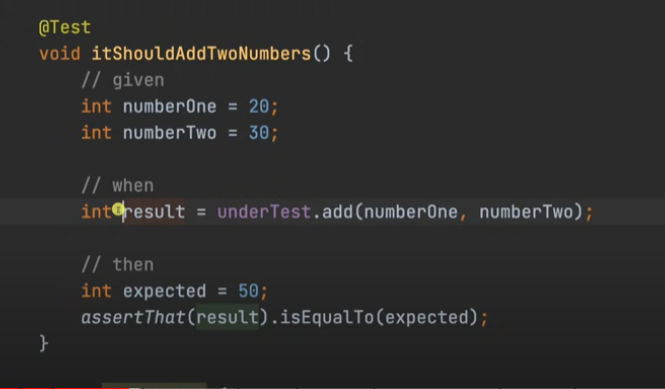 @Test
void itShouldAddTwoNumbers() {
// given
int numberOne = 20;
int numberTwo = 30;
// when
int result = underTest.add(numberOne, numberTwo);
// then
int expected = 50;
assertThat(result).isEqualTo(expected);
}